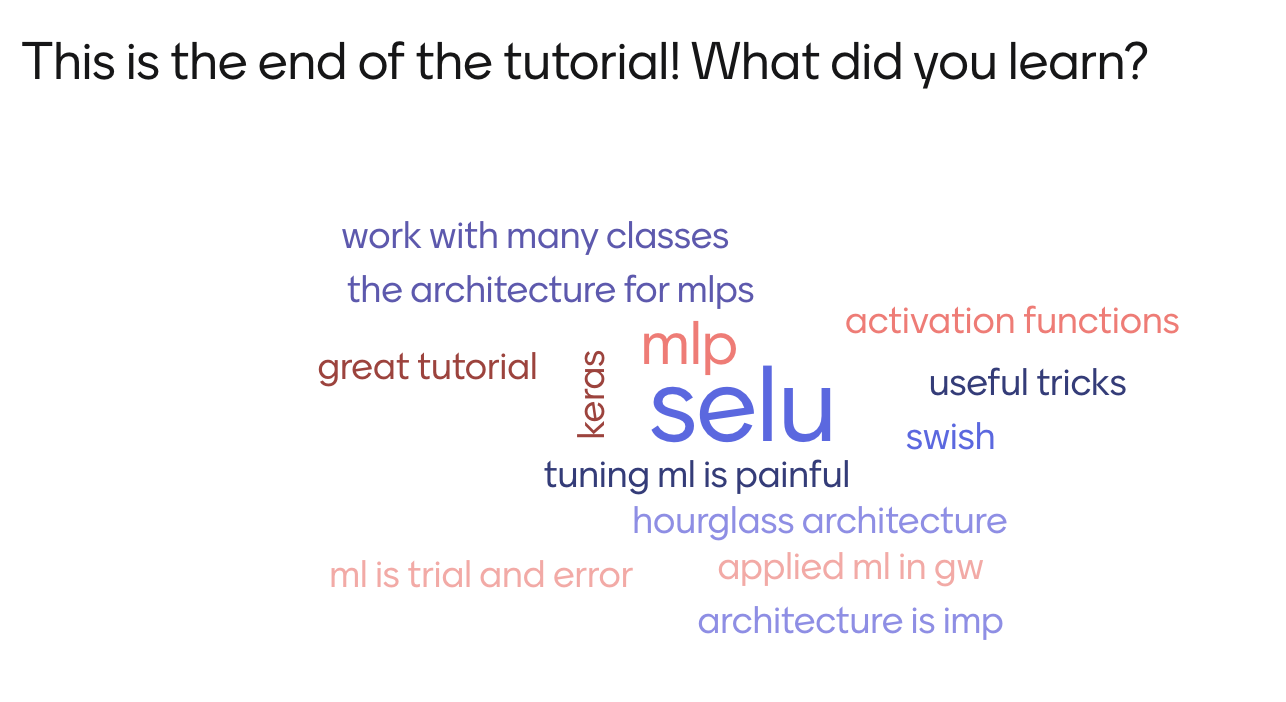 This is the end of the tutorial! What did you learn?
work with many classes
the architecture for mlps
activation functions
mlp
great tutorial
keras
useful tricks
selu
swish
tuning ml is painful
hourglass architecture
applied ml in gw
ml is trial and error
architecture is imp